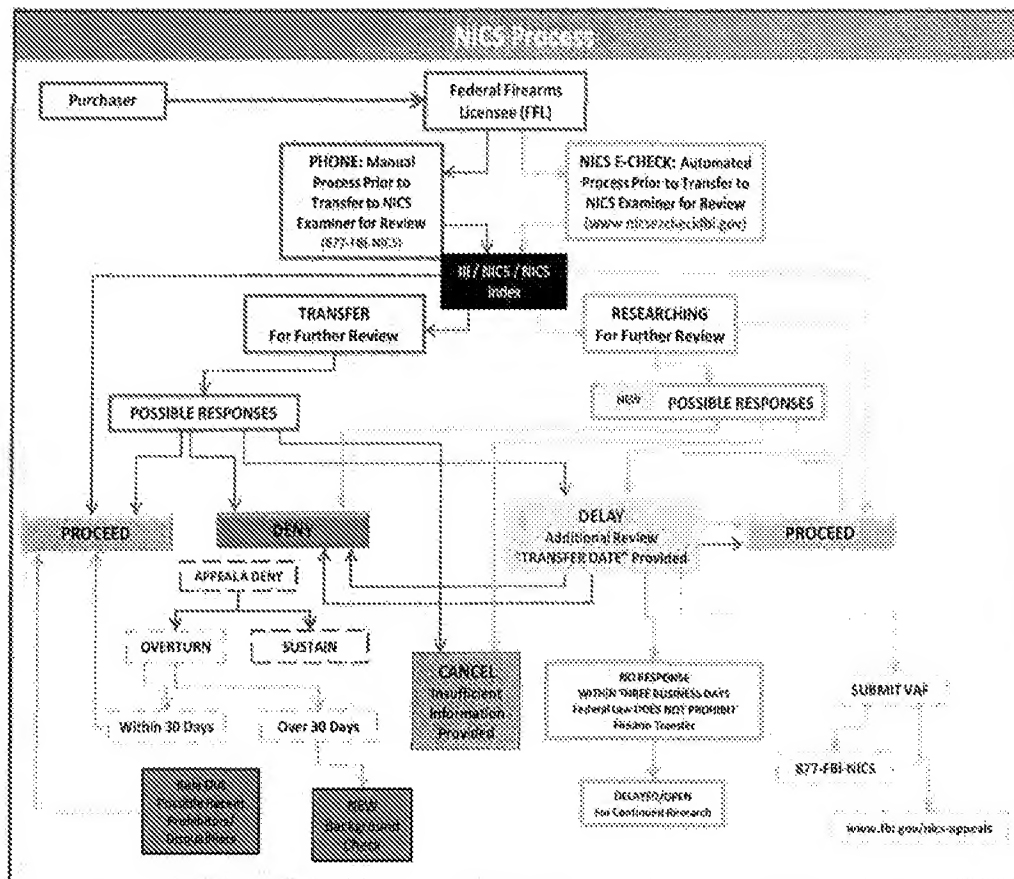 NICS Process
Purchaser
Federal Firearms
Licensee (FFL)
PHONE: Manual
Process Prior to
Transfer to NICS
Examiner for Review
(877-FBI-NICS)
NICS E-CHECK: Automated
Process Prior to Transfer to
NICS Examiner for Review
III / NICS / NICS
Index
TRANSFER
For Further Review
RESEARCHING
For Further Review
POSSIBLE RESPONSES
POSSIBLE RESPONSES
PROCEED
DENY
DELAY
Additional Review
"TRANSFER DATE" Provided
PROCEED
APPEAL A DENY
OVERTURN
SUSTAIN
CANCEL
Insufficient
Information
Provided
NO RESPONSE
WITHIN THREE BUSINESS DAYS
Federal Law DOES NOT PROHIBIT
Firearm Transfer
SUBMIT VAF
Within 30 Days
Over 30 Days
877-FBI-NICS
Rule Out
NEW
Background
Check
DELAYED/OPEN
For Continued Research
www.fbi.gov/nics-appeals